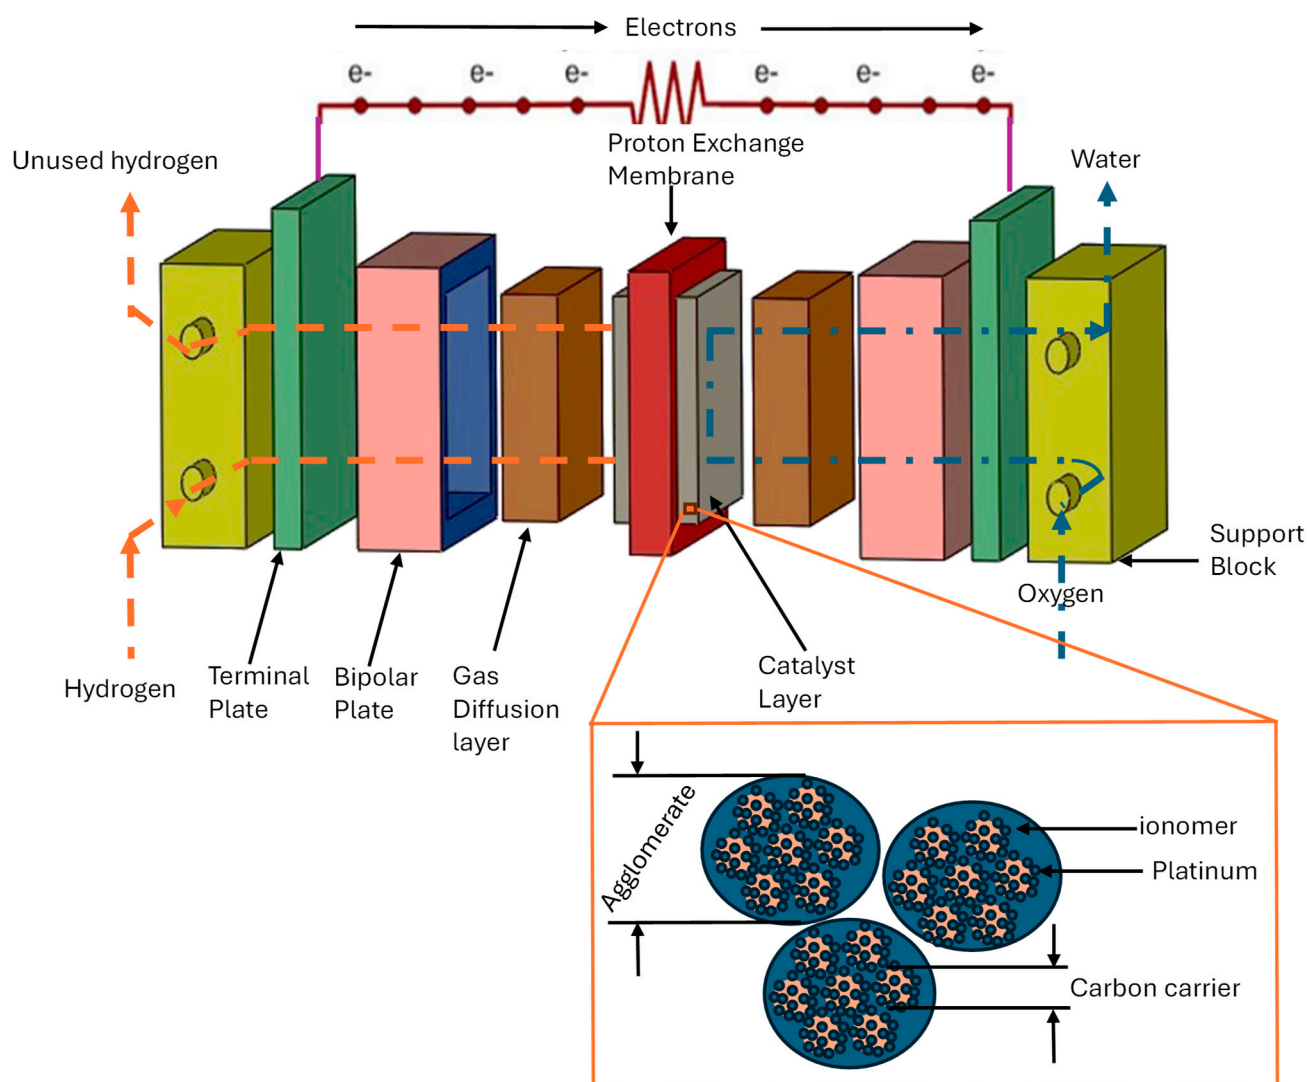 Electrons
e-
e-
e-
e-
e-
e-
Proton Exchange
Membrane
Unused hydrogen
Water
Support
Block
Oxygen
Hydrogen
Terminal
Plate
Bipolar
Plate
Gas
Diffusion
layer
Catalyst
Layer
Agglomerate
ionomer
Platinum
Carbon carrier